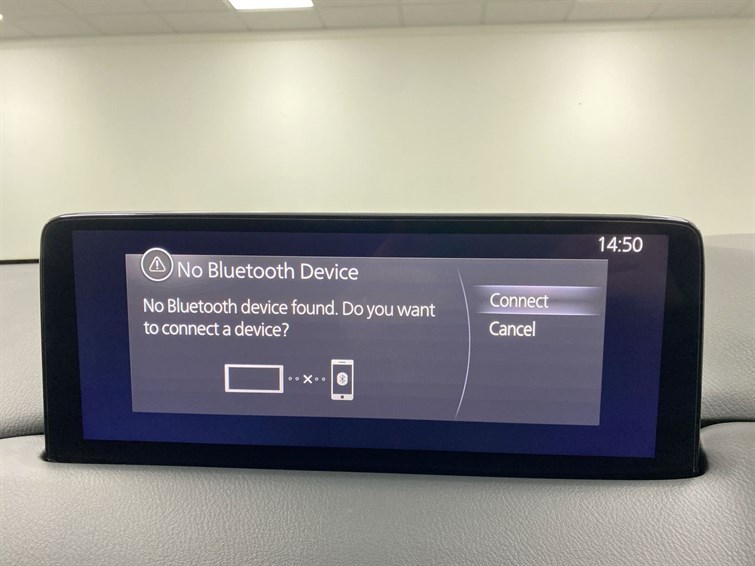 14:50
No Bluetooth Device
No Bluetooth device found. Do you want
to connect a device?
Connect
Cancel